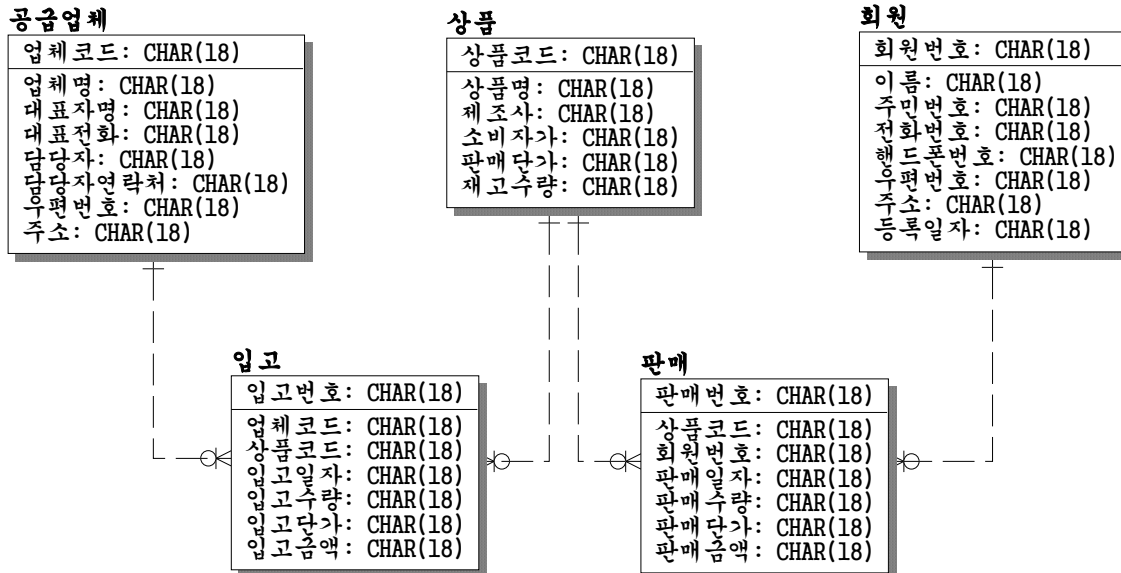 공급업체
업체코드: CHAR(18)
업체명: CHAR(18)
대표자명: CHAR(18)
대표전화: CHAR(18)
담당자: CHAR(18)
담당자연락처: CHAR(18)
우편번호: CHAR(18)
주소: CHAR(18)
상품
상품코드: CHAR(18)
상품명: CHAR(18)
제조사: CHAR(18)
소비자가: CHAR(18)
판매단가: CHAR(18)
재고수량: CHAR(18)
회원
회원번호: CHAR(18)
이름: CHAR(18)
주민번호: CHAR(18)
전화번호: CHAR(18)
핸드폰번호: CHAR(18)
우편번호: CHAR(18)
주소: CHAR(18)
등록일자: CHAR(18)
입고
입고번호: CHAR(18)
업체코드: CHAR(18)
상품코드: CHAR(18)
입고일자: CHAR(18)
입고수량: CHAR(18)
입고단가: CHAR(18)
입고금액: CHAR(18)
판매
판매번호: CHAR(18)
상품코드: CHAR(18)
회원번호: CHAR(18)
판매일자: CHAR(18)
판매수량: CHAR(18)
판매단가: CHAR(18)
판매금액: CHAR(18)